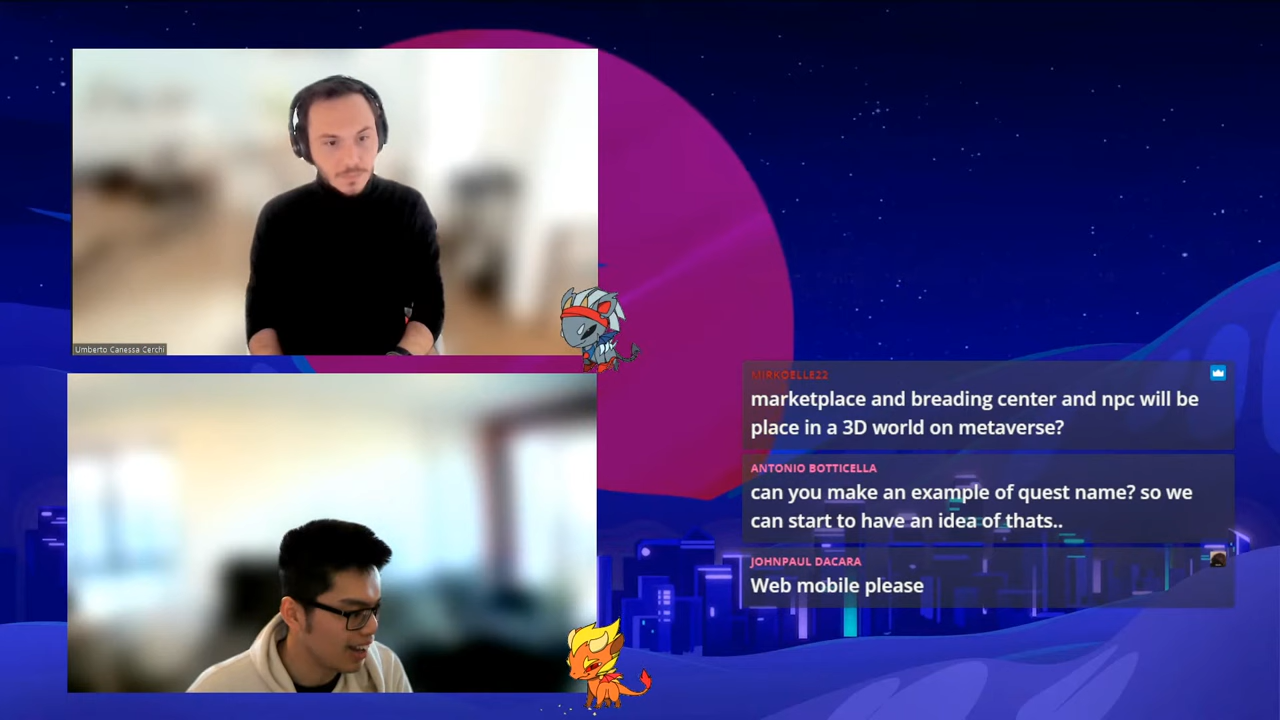 Umberto Canessa Cerchi
MIRKOELLE22
marketplace and breading center and npc will be
place in a 3D world on metaverse?
ANTONIO BOTTICELLA
can you make an example of quest name? so we
can start to have an idea of thats..
JOHNPAUL DACARA
Web mobile please